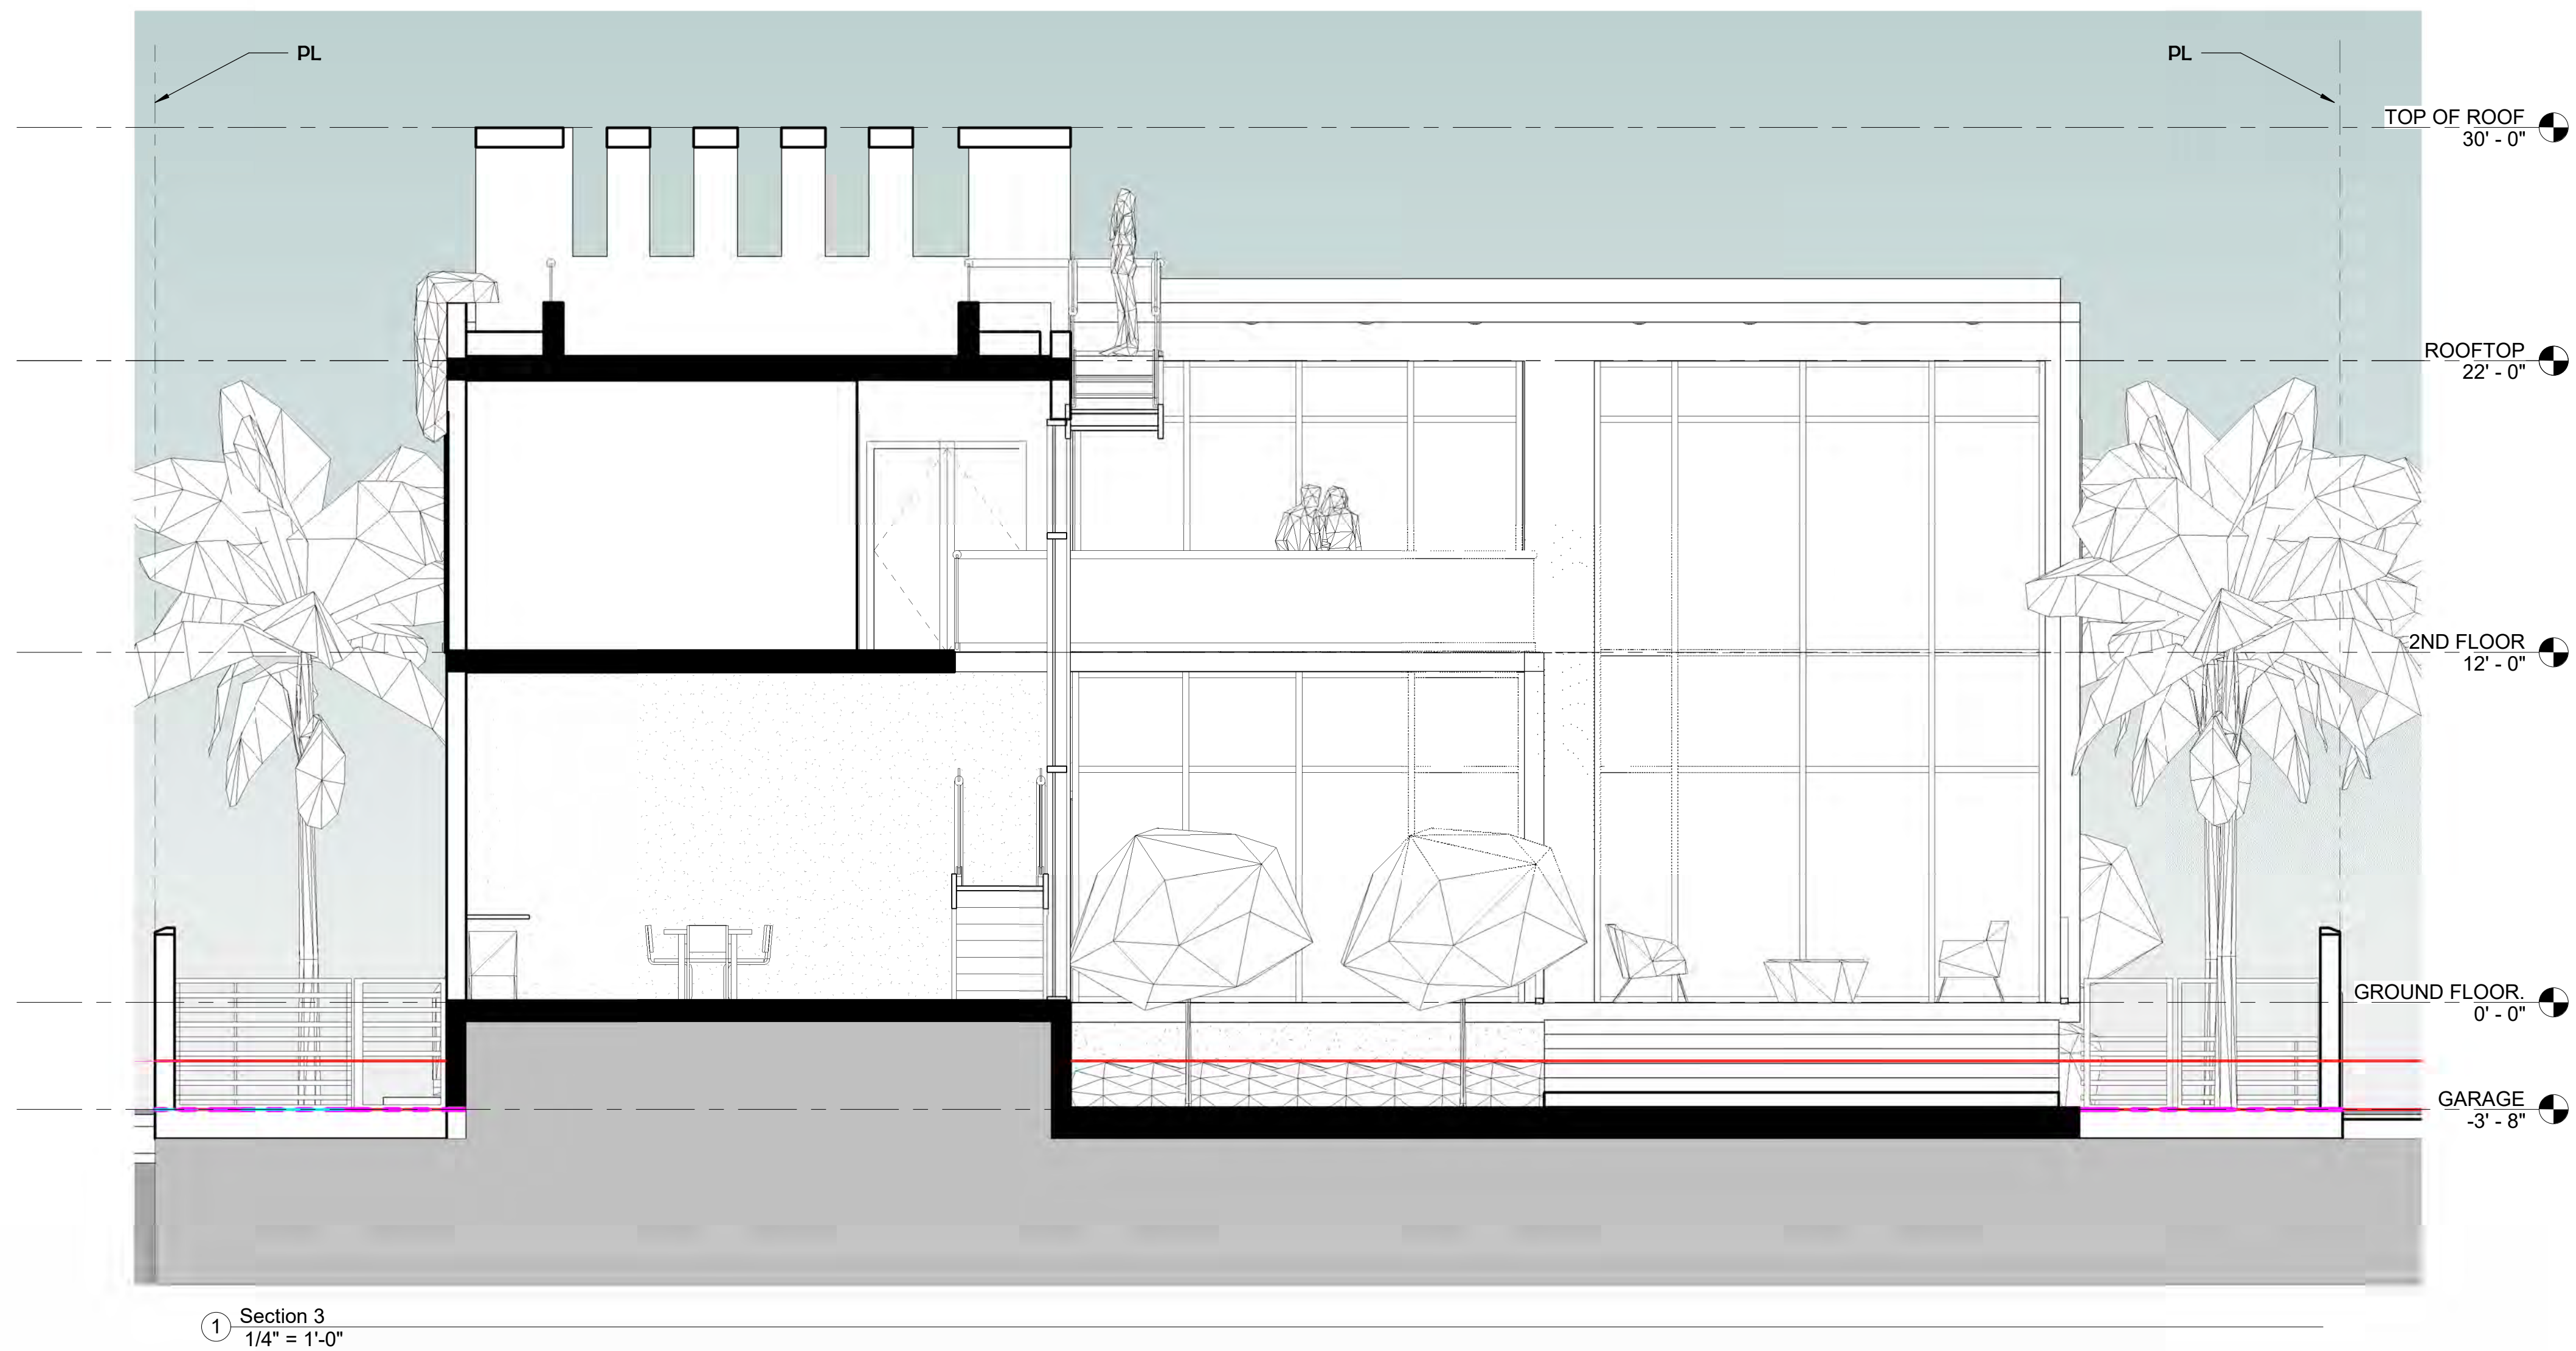 PL
PL
TOP OF ROOF
30' - 0"
ROOFTOP
22' - 0"
2ND FLOOR
12' - 0"
GROUND FLOOR.
0' - 0"
GARAGE
-3' - 8"
1
Section 3
1/4" = 1'-0"